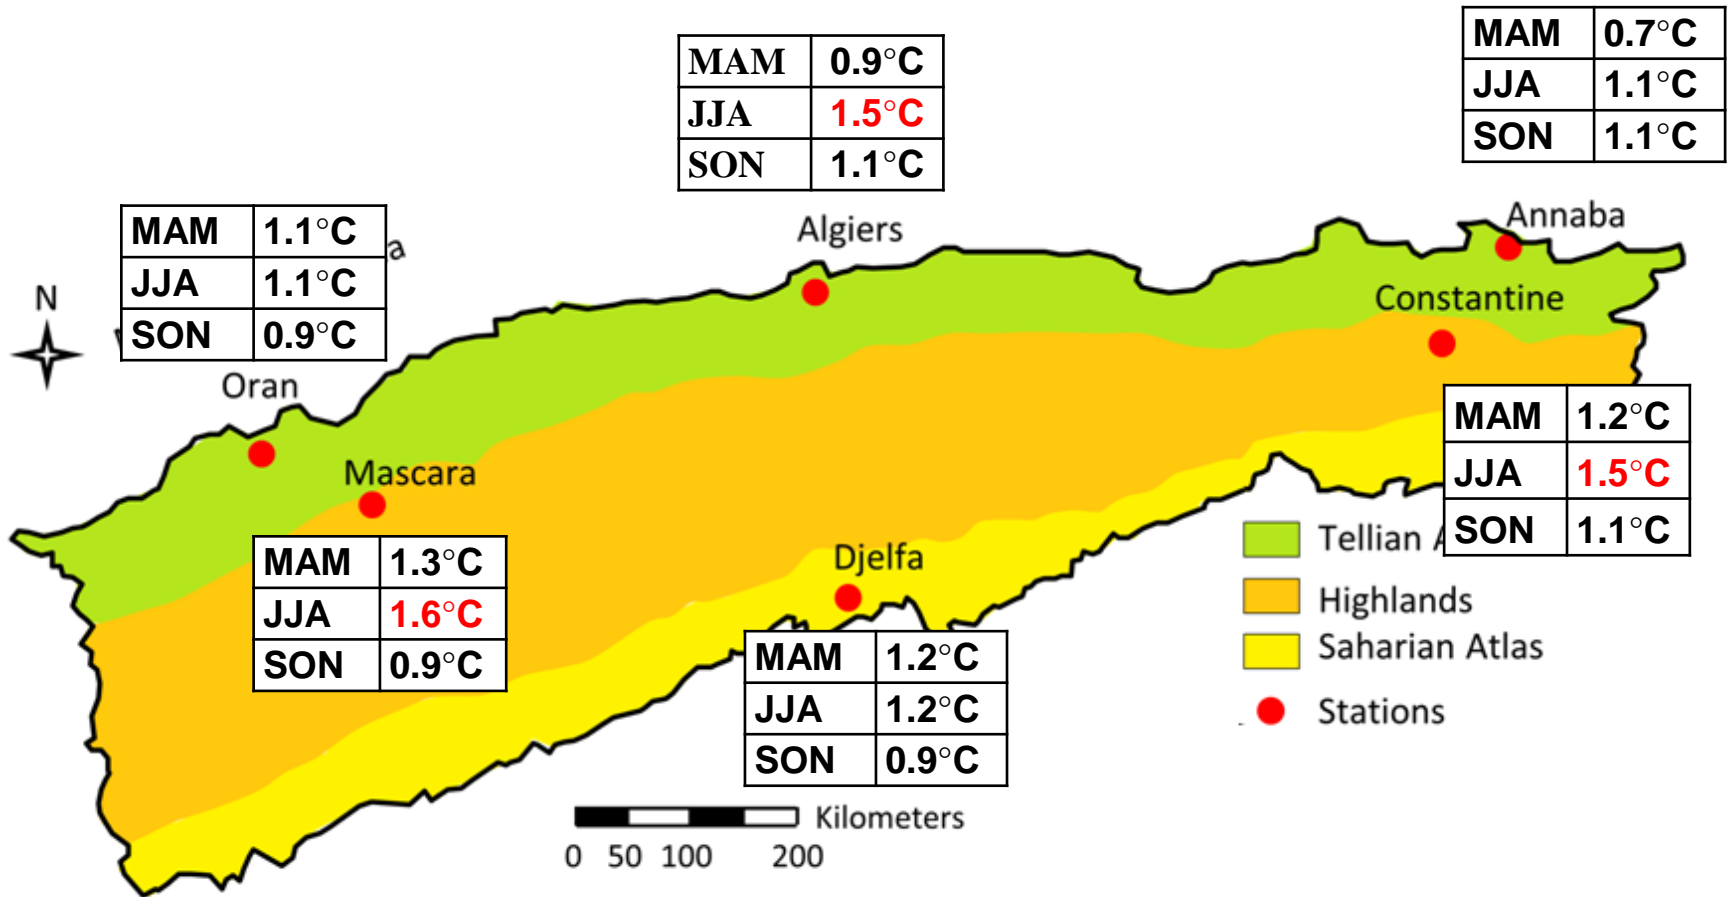 MAM 0.7°C
JJA 1.1°C
SON 1.1°C
MAM 0.9°C
JJA 1.5°C
SON 1.1°C
Annaba
MAM 1.1°C
JJA 1.1°C
SON 0.9°C
a
Algiers
N
Constantine
Oran
Mascara
MAM 1.2°C
JJA 1.5°C
SON 1.1°C
Tellian
MAM 1.3°C
JJA 1.6°C
SON 0.9°C
Djelfa
Highlands
Saharian Atlas
MAM 1.2°C
JJA 1.2°C
SON 0.9°C
Stations
Kilometers
0 50 100 200